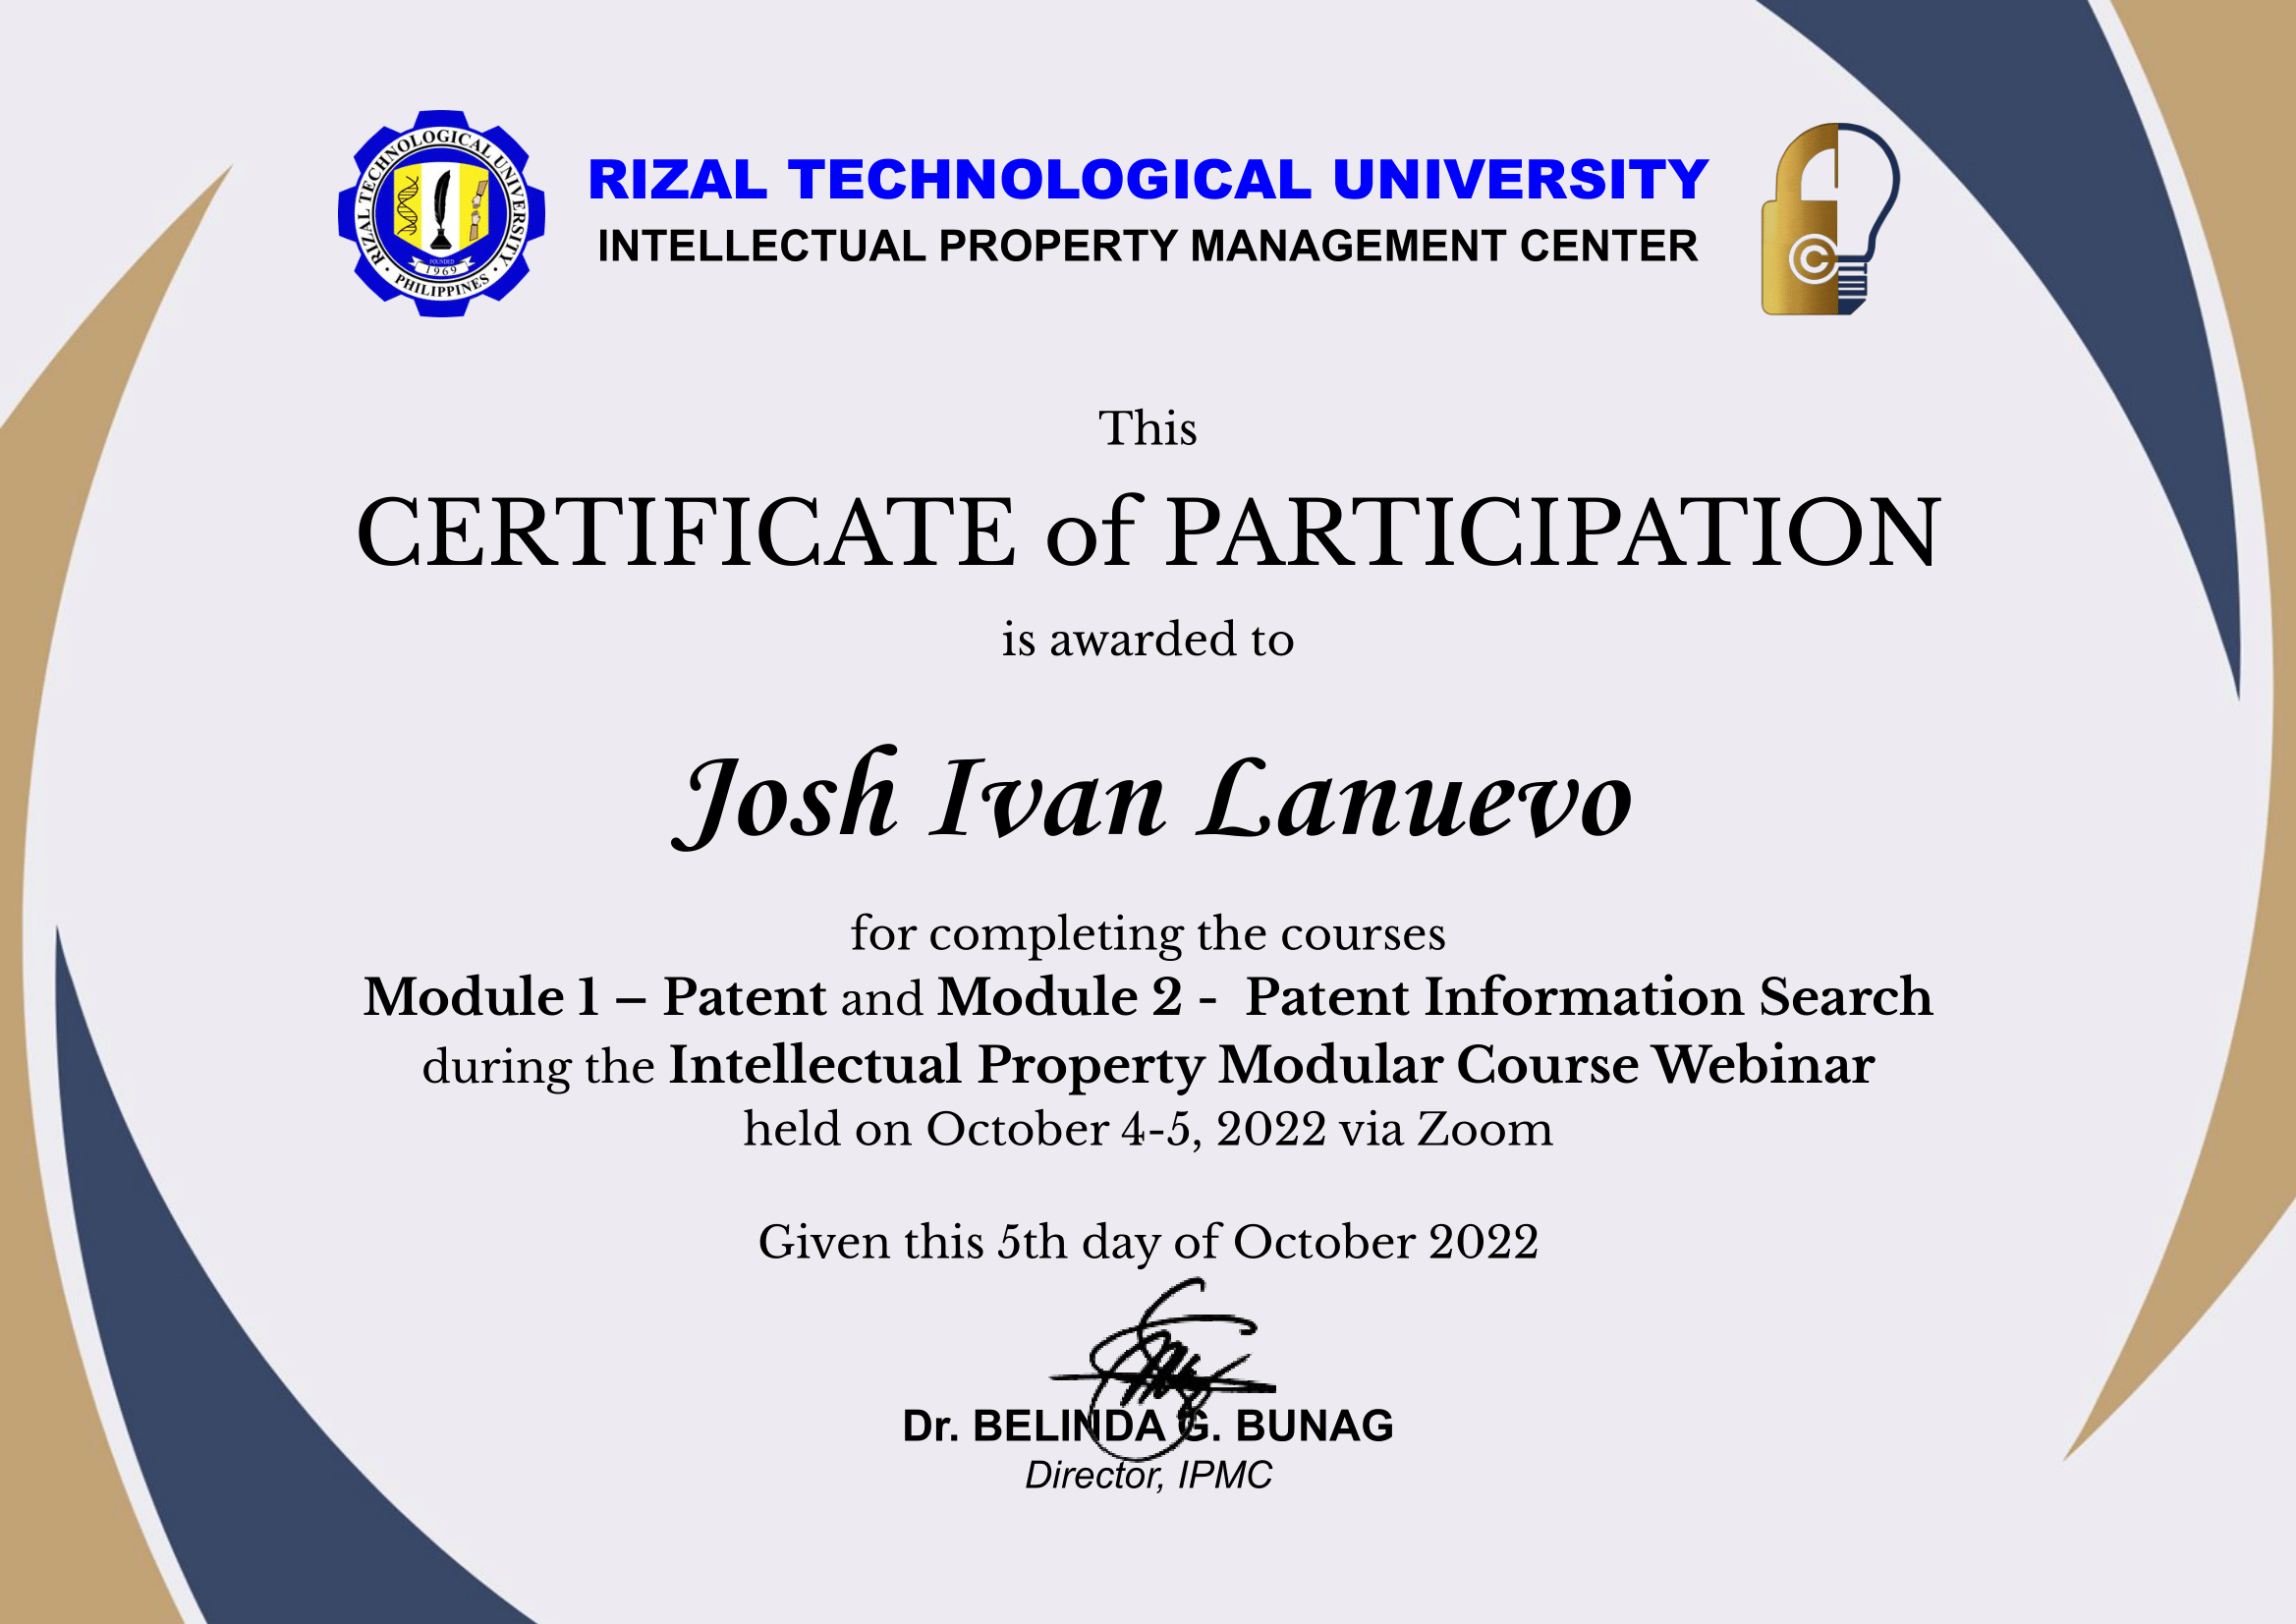 RIZAL TECHNOLOGICAL UNIVERSITY
PHILIPPINES
FOUNDED
1969
RIZAL TECHNOLOGICAL UNIVERSITY
INTELLECTUAL PROPERTY MANAGEMENT CENTER
C
This
CERTIFICATE of PARTICIPATION
is awarded to
Josh Ivan Lanuevo
for completing the courses
Module 1 – Patent and Module 2 -  Patent Information Search
during the Intellectual Property Modular Course Webinar
held on October 4-5, 2022 via Zoom
Given this 5th day of October 2022
Dr. BELINDA G. BUNAG
Director, IPMC